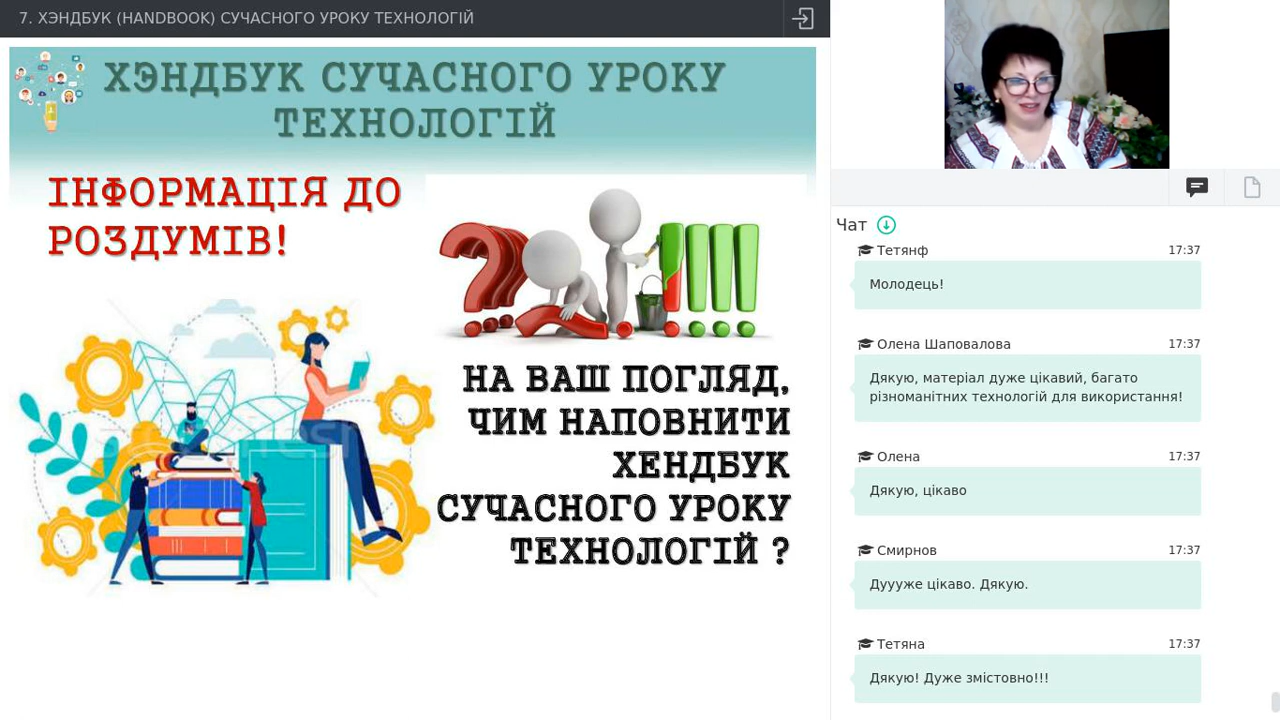 7. ХЭНДБУК (HANDBOOK) СУЧАСНОГО УРОКУ ТЕХНОЛОГІЙ
ХЭНДБУК СУЧАСНОГО УРОКУ
ТЕХНОЛОГІЙ
ІНФОРМАЦІЯ ДО
РОЗДУМІВ!
НА ВАШ ПОГЛЯД,
ЧИМ НАПОВНИТИ
ХЕНДБУК
СУЧАСНОГО УРОКУ
ТЕХНОЛОГІЙ ?
Чат
Тетянф 17:37
Молодець!
Олена Шаповалова 17:37
Дякую, матеріал дуже цікавий, багато
різноманітних технологій для використання!
Олена 17:37
Дякую, цікаво
Смирнов 17:37
Дуууже цікаво. Дякую.
Тетяна 17:37
Дякую! Дуже змістовно!!!